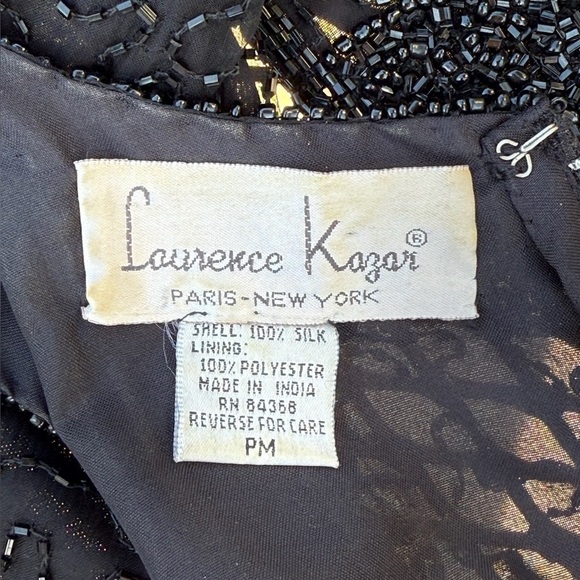 Laurence Kazar®
PARIS-NEW YORK
SHELL: 100% SILK
LINING:
100% POLYESTER
MADE IN INDIA
RN 84368
REVERSE FOR CARE
PM